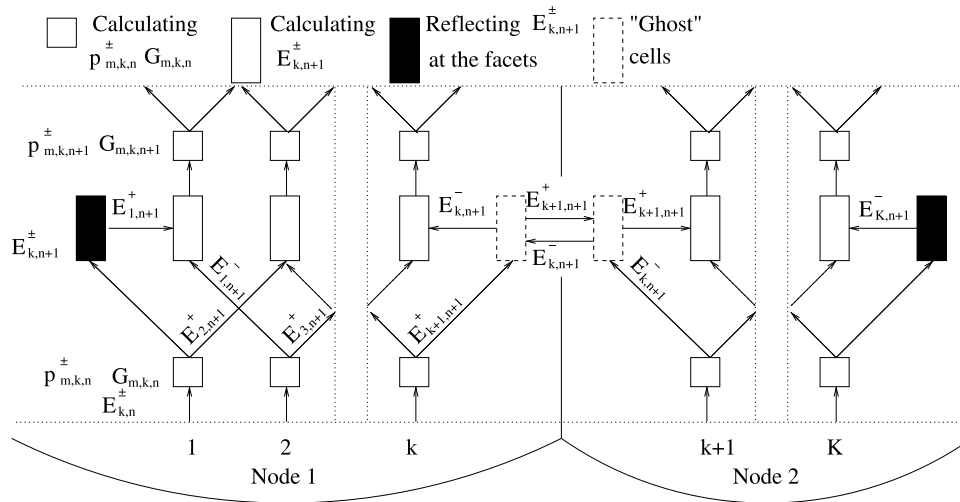 Calculating
p±m,k,n Gm,k,n
Calculating
E±k,n+1
Reflecting E±k,n+1
at the facets
"Ghost"
cells
p±m,k,n+1 Gm,k,n+1
E+1,n+1
E±k,n+1
E−1,n+1
E+2,n+1
E+3,n+1
E−k,n+1
E+k+1,n+1
E+k+1,n+1
E−k,n+1
E+k+1,n+1
E−k,n+1
E−K,n+1
p±m,k,n Gm,k,n
E±k,n
1 2 k k+1 K
Node 1 Node 2